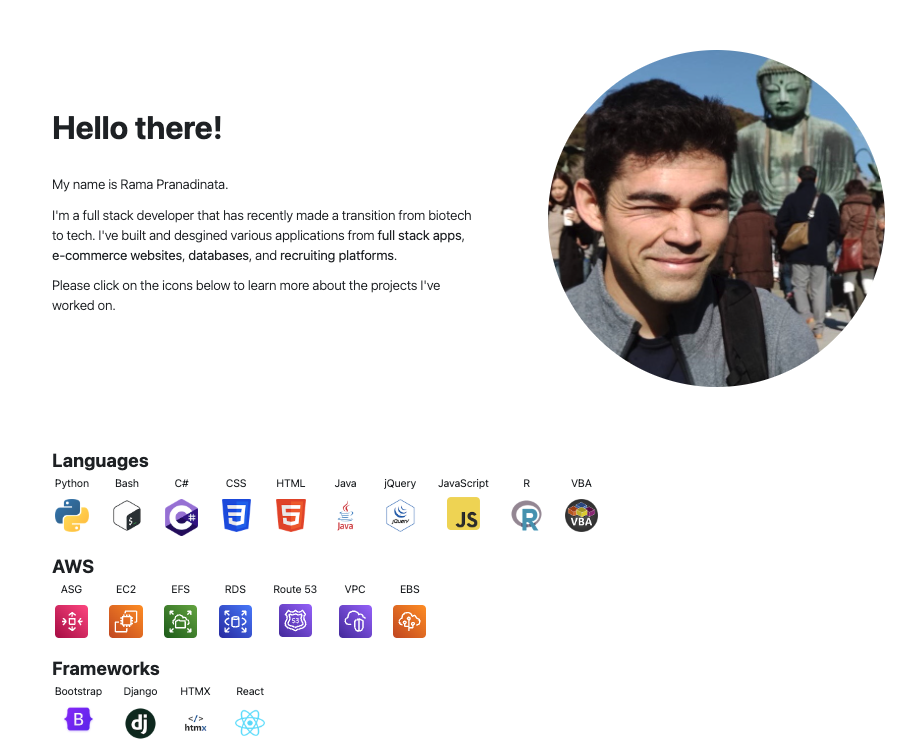 Hello there!
My name is Rama Pranadinata.
I'm a full stack developer that has recently made a transition from biotech
to tech. I've built and desgined various applications from full stack apps,
e-commerce websites, databases, and recruiting platforms.
Please click on the icons below to learn more about the projects I've
worked on.
Languages
Python Bash C# CSS HTML Java jQuery JavaScript R VBA
$ C# 3 5 Java jQuery JS R VBA
AWS
ASG EC2 EFS RDS Route 53 VPC EBS
53
Frameworks
Bootstrap Django HTMX React
B dj </> htmx